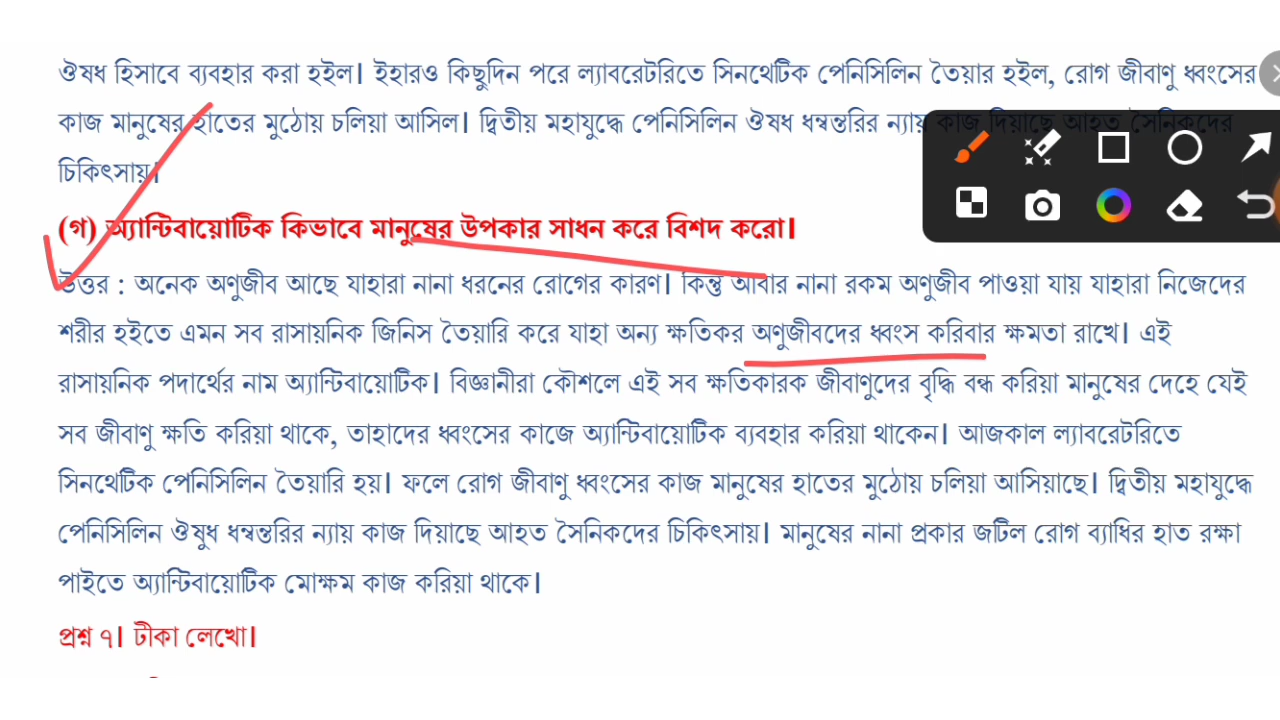 ঔষধ হিসাবে ব্যবহার করা হইল। ইহারও কিছুদিন পরে ল্যাবরেটরিতে সিনথেটিক পেনিসিলিন তৈয়ার হইল, রোগ জীবাণু ধ্বংসের
কাজ মানুষের হাতের মুঠোয় চলিয়া আসিল। দ্বিতীয় মহাযুদ্ধে পেনিসিলিন ঔষধ ধন্বন্তরির ন্যায় কাজ দিয়াছে আহত সৈনিকদের
চিকিৎসায়।
(গ) অ্যান্টিবায়োটিক কিভাবে মানুষের উপকার সাধন করে বিশদ করো।
উত্তর : অনেক অণুজীব আছে যাহারা নানা ধরনের রোগের কারণ। কিন্তু আবার নানা রকম অণুজীব পাওয়া যায় যাহারা নিজেদের
শরীর হইতে এমন সব রাসায়নিক জিনিস তৈয়ারি করে যাহা অন্য ক্ষতিকর অণুজীবদের ধ্বংস করিবার ক্ষমতা রাখে। এই
রাসায়নিক পদার্থের নাম অ্যান্টিবায়োটিক। বিজ্ঞানীরা কৌশলে এই সব ক্ষতিকারক জীবাণুদের বৃদ্ধি বন্ধ করিয়া মানুষের দেহে যেই
সব জীবাণু ক্ষতি করিয়া থাকে, তাহাদের ধ্বংসের কাজে অ্যান্টিবায়োটিক ব্যবহার করিয়া থাকেন। আজকাল ল্যাবরেটরিতে
সিনথেটিক পেনিসিলিন তৈয়ারি হয়। ফলে রোগ জীবাণু ধ্বংসের কাজ মানুষের হাতের মুঠোয় চলিয়া আসিয়াছে। দ্বিতীয় মহাযুদ্ধে
পেনিসিলিন ঔষুধ ধন্বন্তরির ন্যায় কাজ দিয়াছে আহত সৈনিকদের চিকিৎসায়। মানুষের নানা প্রকার জটিল রোগ ব্যাধির হাত রক্ষা
পাইতে অ্যান্টিবায়োটিক মোক্ষম কাজ করিয়া থাকে।
প্রশ্ন ৭। টীকা লেখো।